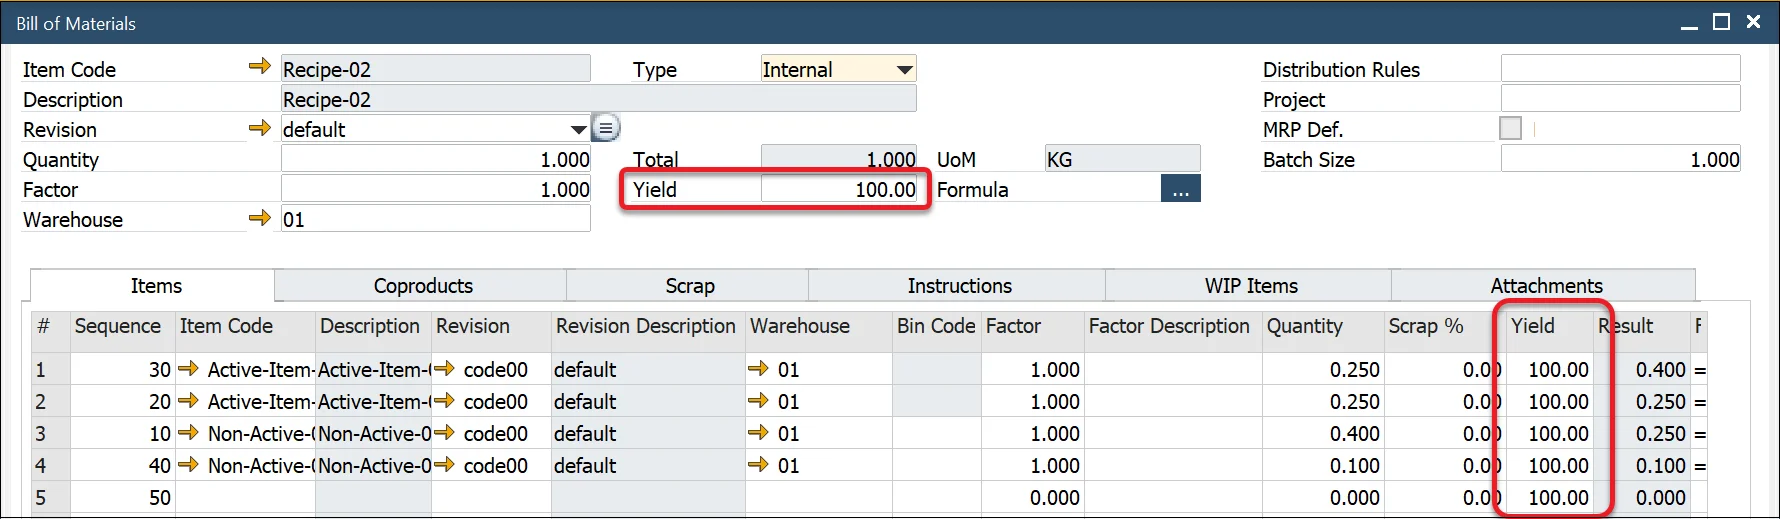 Bill of Materials
Item Code Recipe-02 Type Internal Distribution Rules
Description Recipe-02 Project
Revision default MRP Def.
Quantity 1.000 Total 1.000 UoM KG Batch Size 1.000
Factor 1.000 Yield 100.00 Formula ...
Warehouse 01
Items Coproducts Scrap Instructions WIP Items Attachments
# Sequence Item Code Description Revision Revision Description Warehouse Bin Code Factor Factor Description Quantity Scrap % Yield Result F
1 30 Active-Item- Active-Item-0 code00 default 01 1.000 0.250 0.00 100.00 0.400 =
2 20 Active-Item- Active-Item-0 code00 default 01 1.000 0.250 0.00 100.00 0.250 =
3 10 Non-Active-0 Non-Active-0 code00 default 01 1.000 0.400 0.00 100.00 0.250 =
4 40 Non-Active-0 Non-Active-0 code00 default 01 1.000 0.100 0.00 100.00 0.100 =
5 50 0.000 0.000 0.00 100.00 0.000